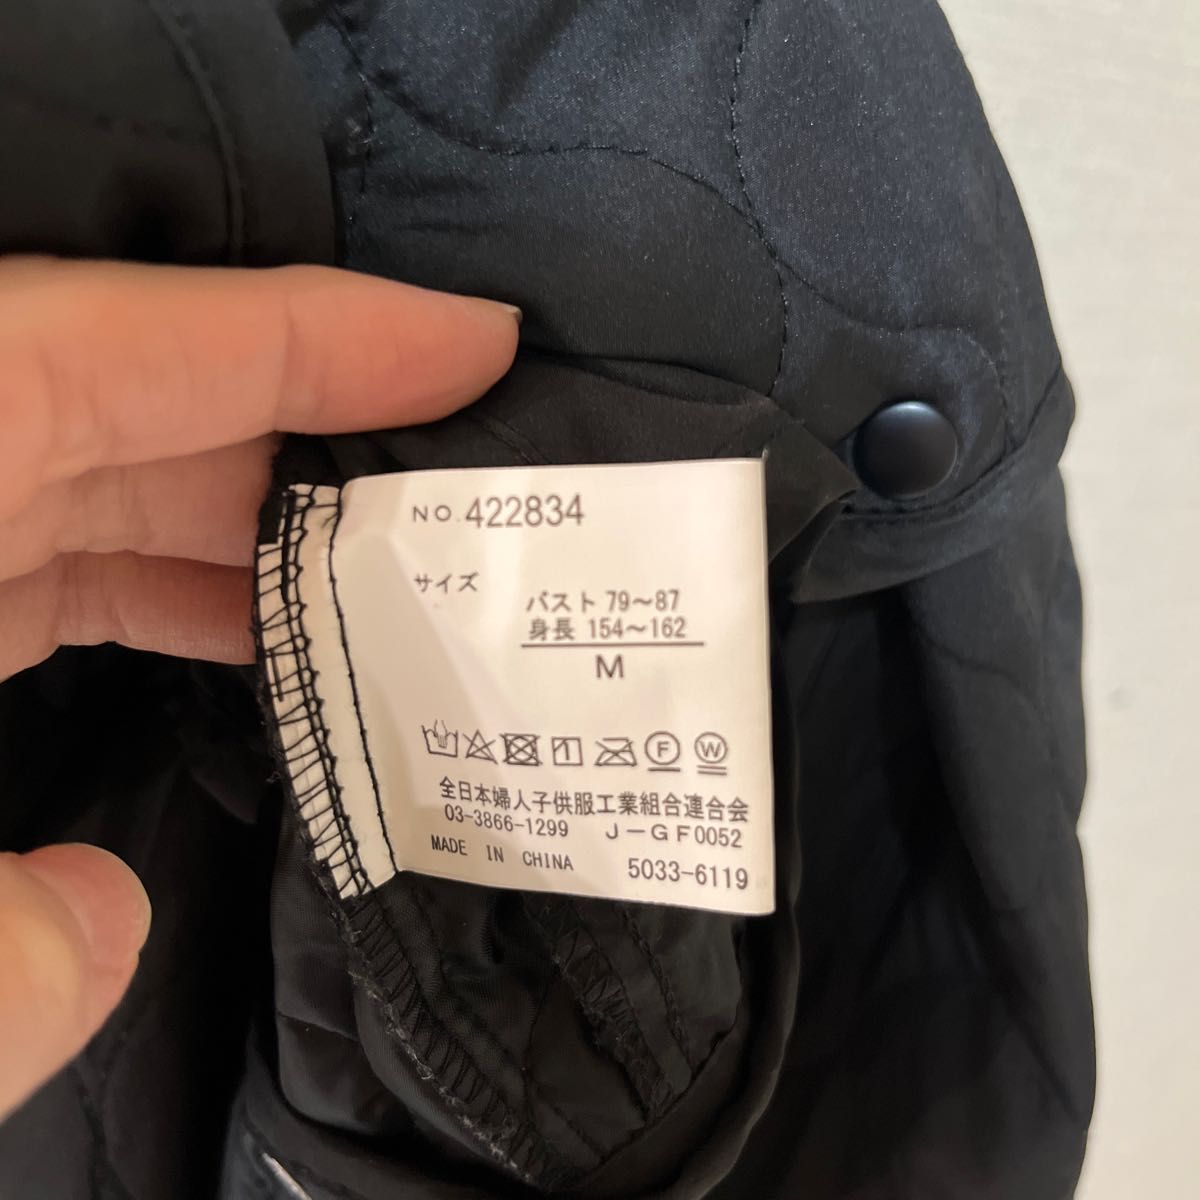 NO.422834
サイズ
バスト 79〜87
身長 154〜162
M
1 F W
全日本婦人子供服工業組合連合会
03-3866-1299 J-GF0052
MADE IN CHINA 5033-6119